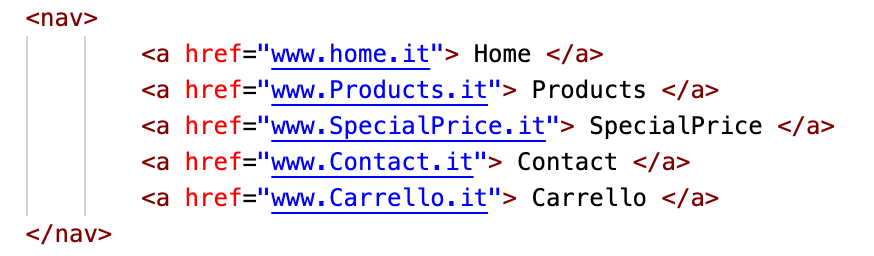 <nav>
<a href="www.home.it"> Home </a>
<a href="www.Products.it"> Products </a>
<a href="www.SpecialPrice.it"> SpecialPrice </a>
<a href="www.Contact.it"> Contact </a>
<a href="www.Carrello.it"> Carrello </a>
</nav>